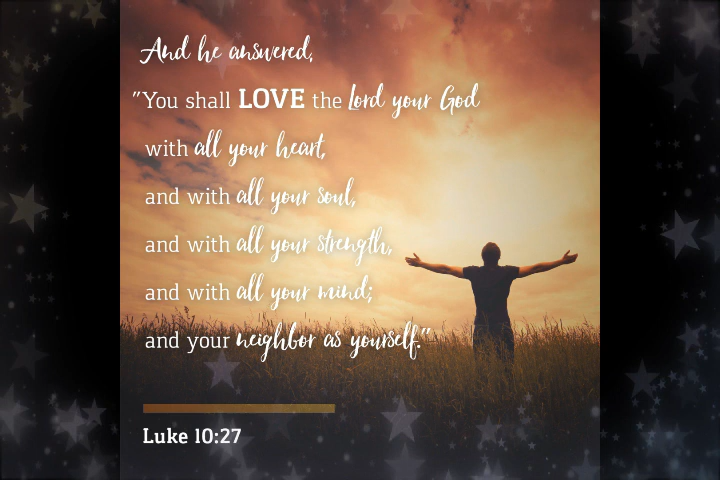 And he answered,
"You shall LOVE the Lord your God
with all your heart,
and with all your soul,
and with all your strength,
and with all your mind;
and your neighbor as yourself."
Luke 10:27